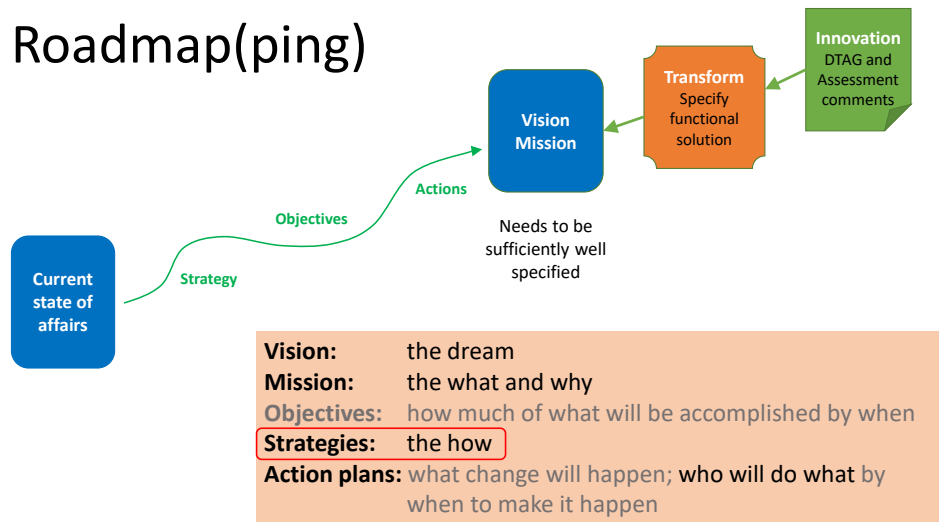 Roadmap(ping)
Innovation
DTAG and
Assessment
comments
Transform
Specify
functional
solution
Vision
Mission
Actions
Objectives
Strategy
Needs to be
sufficiently well
specified
Current
state of
affairs
Vision: the dream
Mission: the what and why
Objectives: how much of what will be accomplished by when
Strategies: the how
Action plans: what change will happen; who will do what by
when to make it happen